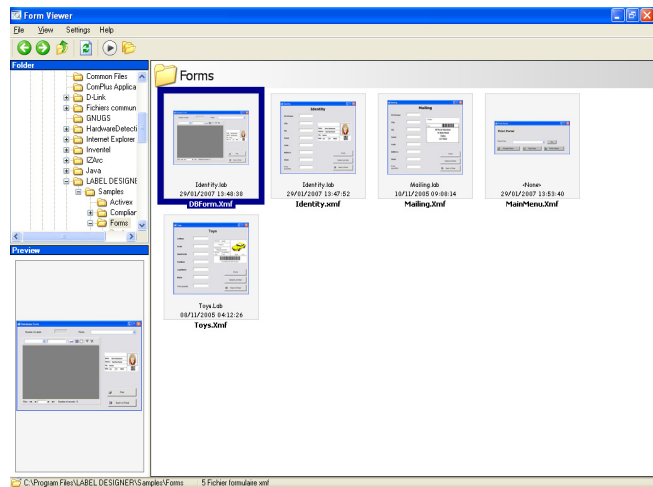 Form Viewer
File View Settings Help
Folder
Common Files
ComPlus Applica
D-Link
Fichiers commun
GNUGS
HardwareDetecti
Internet Explorer
Inventel
IZArc
Java
LABEL DESIGNE
Samples
Activex
Complian
Forms
Preview
Forms
Identity
Mailing
Identity.lab
29/01/2007 13:48:38
DBForm.Xmf
Identity.lab
29/01/2007 13:47:52
Identity.xmf
Mailing.lab
10/11/2005 09:00:14
Mailing.Xmf
<None>
29/01/2007 13:53:40
MainMenu.Xmf
Toys
Toys.Lab
08/11/2005 04:12:26
Toys.Xmf
C:\Program Files\LABEL DESIGNER\Samples\Forms 5 Fichier formulaire xmf